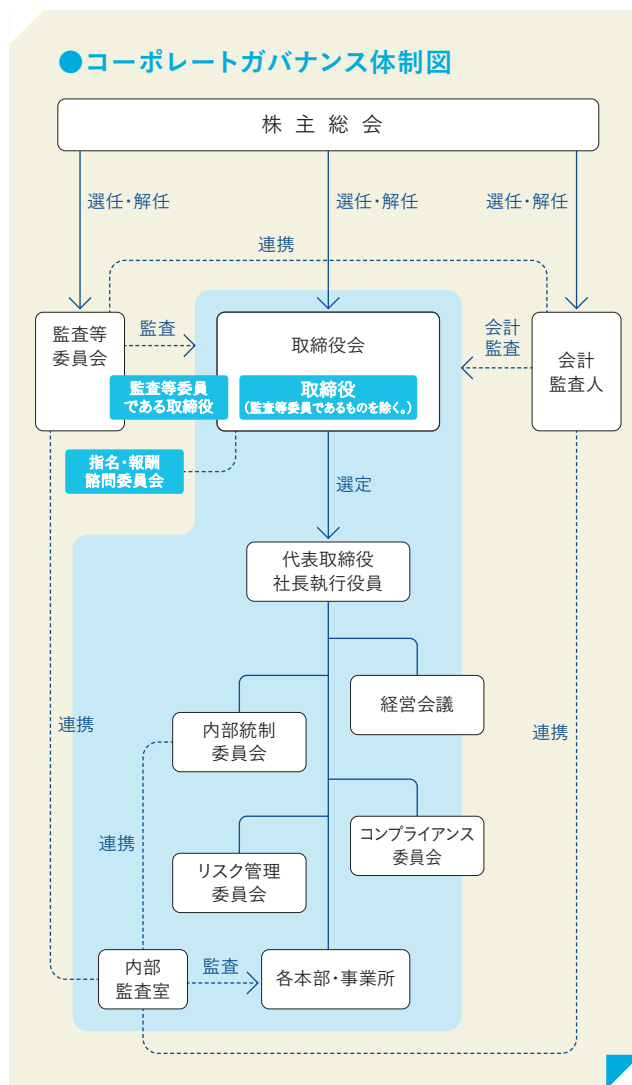 ●コーポレートガバナンス体制図
株主総会
選任・解任
選任・解任
選任・解任
連携
監査等
委員会
監査
取締役会
会計
監査
会計
監査人
監査等委員
である取締役
取締役
(監査等委員であるものを除く。)
指名・報酬
諮問委員会
選定
代表取締役
社長執行役員
経営会議
内部統制
委員会
連携
連携
連携
コンプライアンス
委員会
リスク管理
委員会
内部
監査室
監査
各本部・事業所